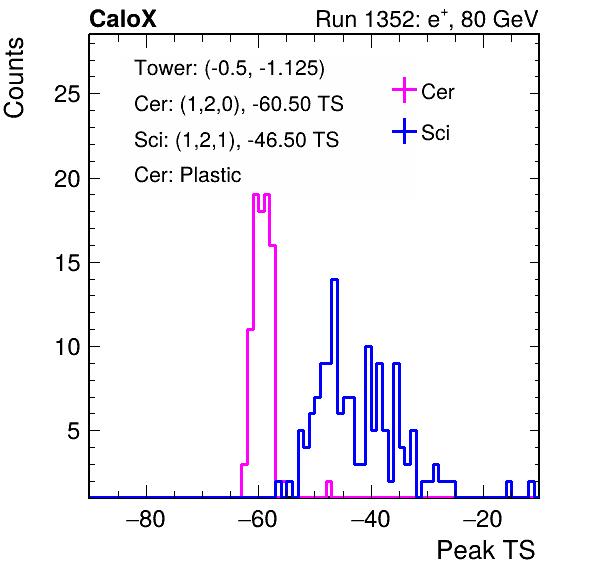 CaloX Run 1352: e⁺, 80 GeV
Counts
Tower: (-0.5, -1.125)
Cer: (1,2,0), -60.50 TS
Sci: (1,2,1), -46.50 TS
Cer: Plastic
Cer
Sci
25
20
15
10
5
−80 −60 −40 −20
Peak TS